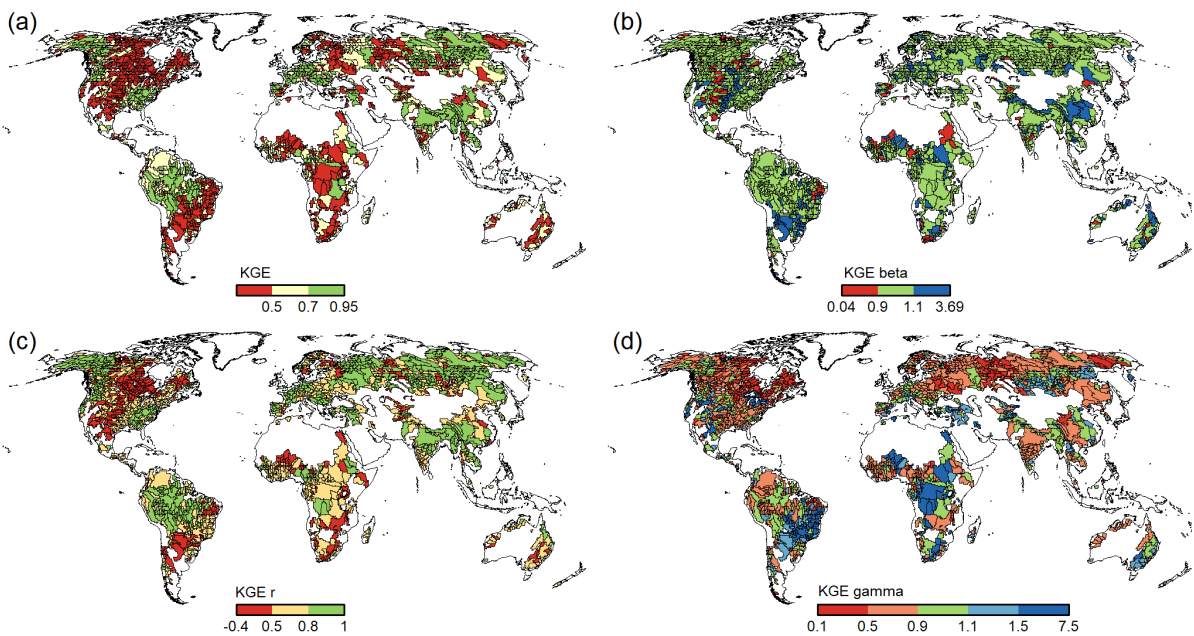 (a)
(b)
KGE
0.5 0.7 0.95
KGE beta
0.04 0.9 1.1 3.69
(c)
(d)
KGE r
-0.4 0.5 0.8 1
KGE gamma
0.1 0.5 0.9 1.1 1.5 7.5